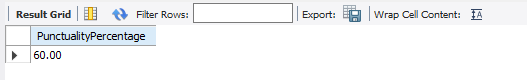 Result Grid Filter Rows: Export: Wrap Cell Content:
PunctualityPercentage
60.00